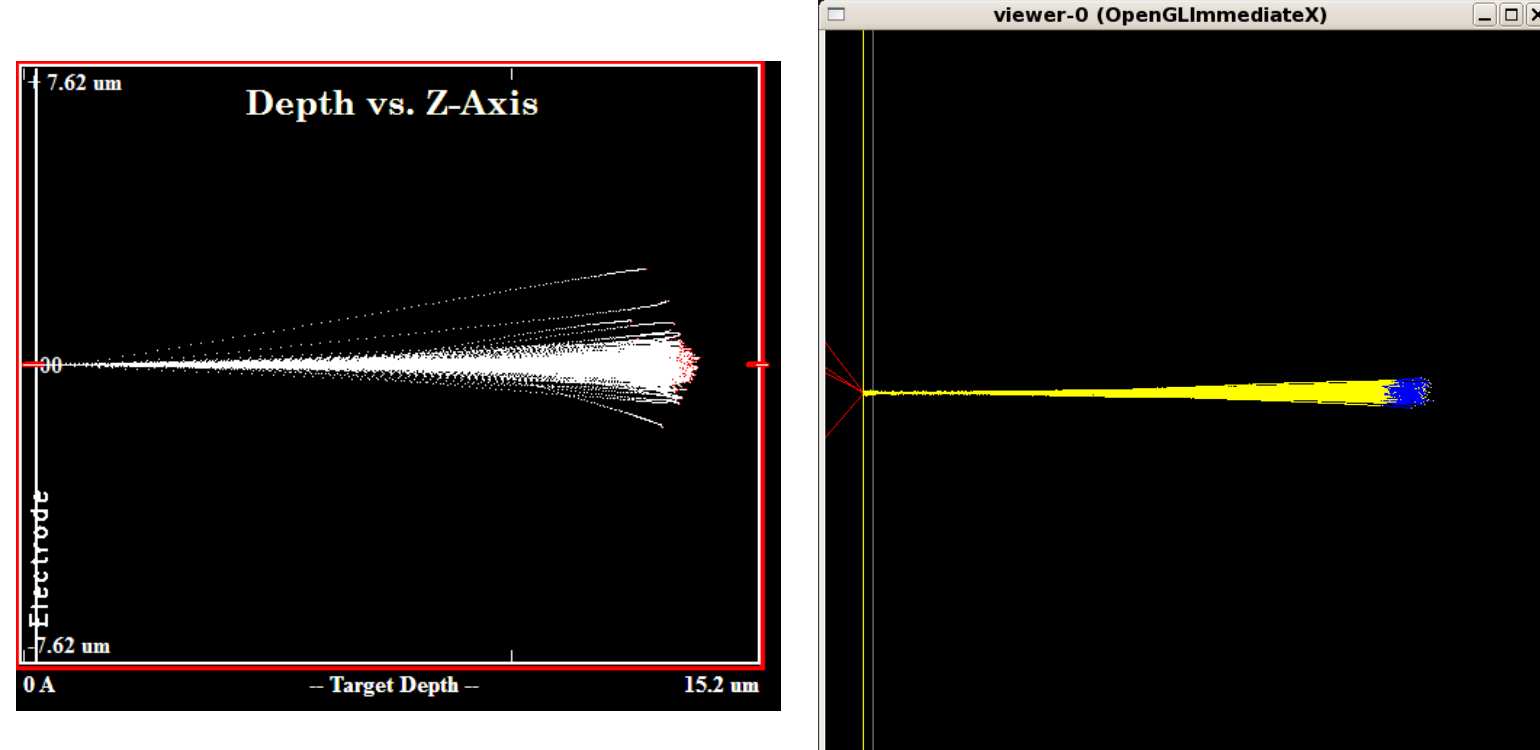 + 7.62 um
Depth vs. Z-Axis
Electrode
-7.62 um
0 A
-- Target Depth --
15.2 um
viewer-0 (OpenGLImmediateX)